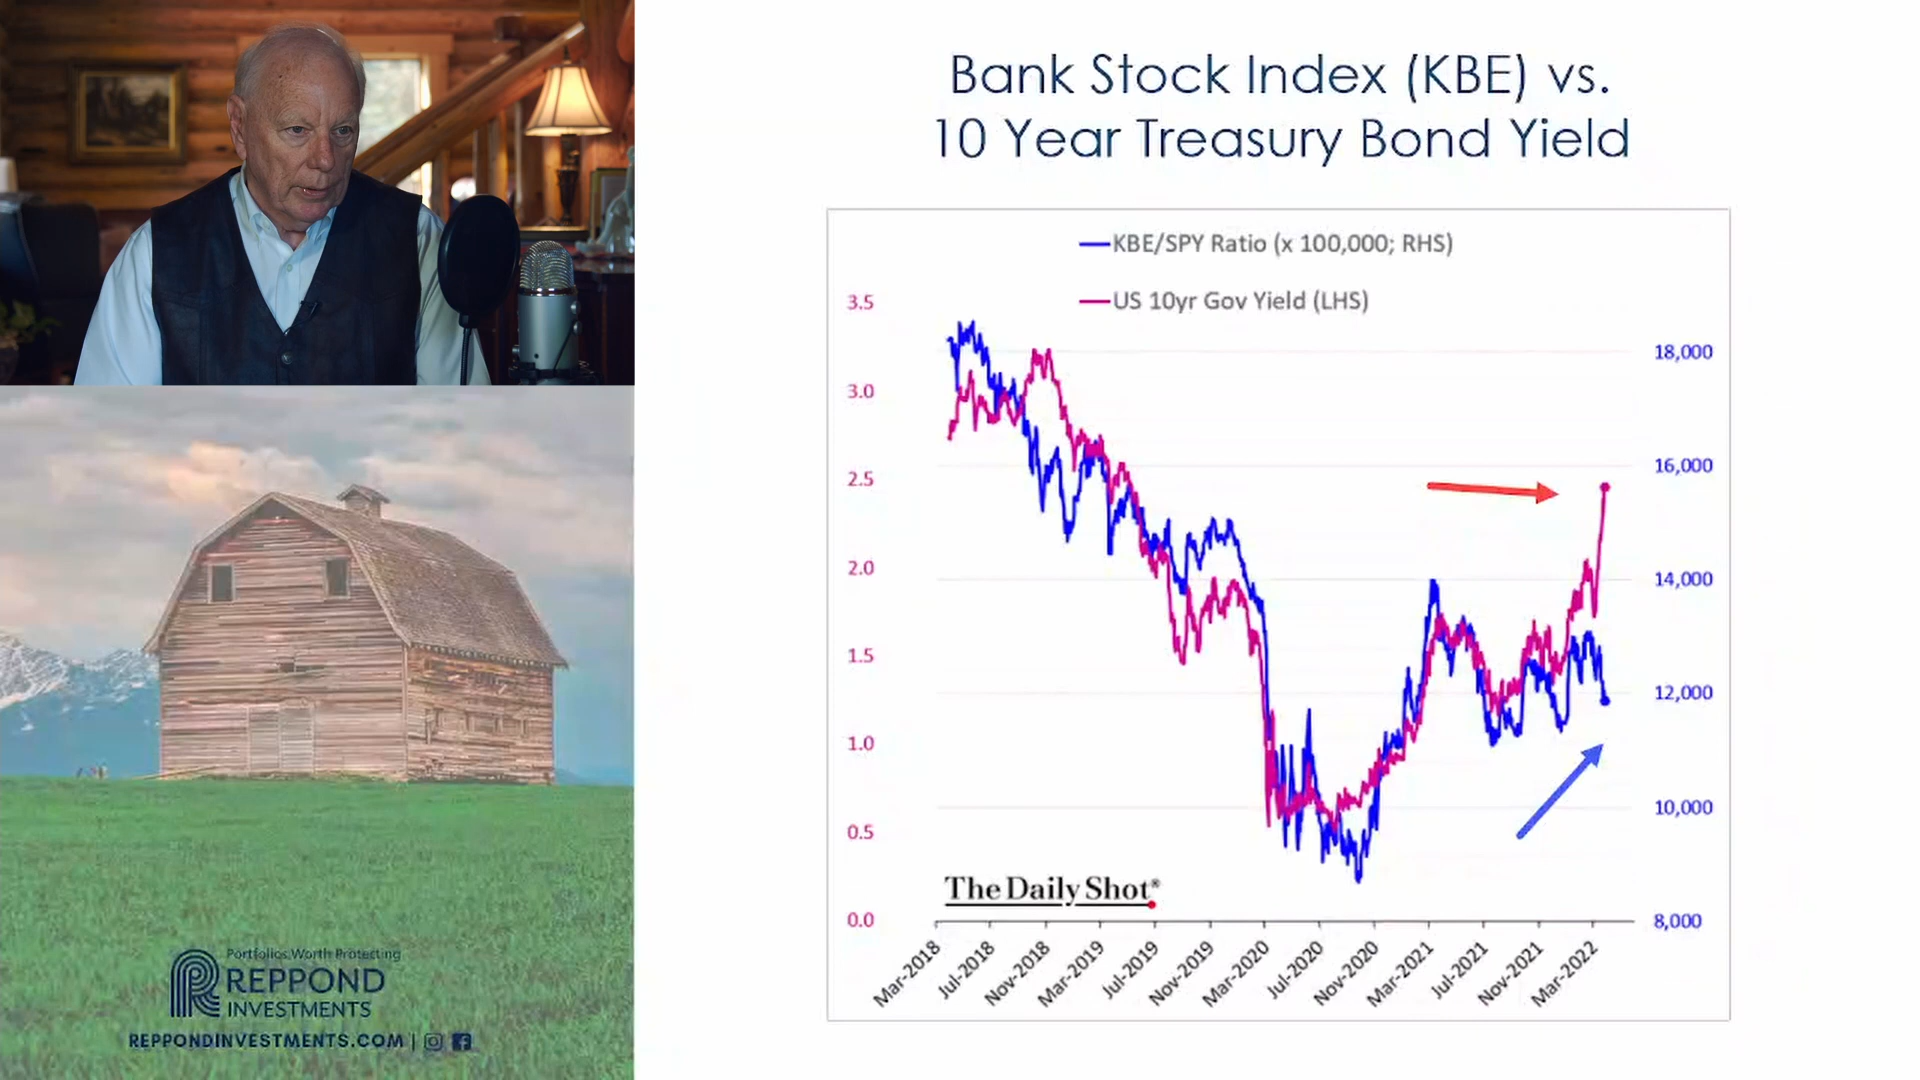 Bank Stock Index (KBE) vs.
10 Year Treasury Bond Yield
KBE/SPY Ratio (x 100,000; RHS)
US 10yr Gov Yield (LHS)
3.5
3.0
2.5
2.0
1.5
1.0
0.5
0.0
18,000
16,000
14,000
12,000
10,000
8,000
The Daily Shot®
Mar-2018
Jul-2018
Nov-2018
Mar-2019
Jul-2019
Nov-2019
Mar-2020
Jul-2020
Nov-2020
Mar-2021
Jul-2021
Nov-2021
Mar-2022
Portfolios Worth Protecting
REPPOND
INVESTMENTS
REPPONDINVESTMENTS.COM |